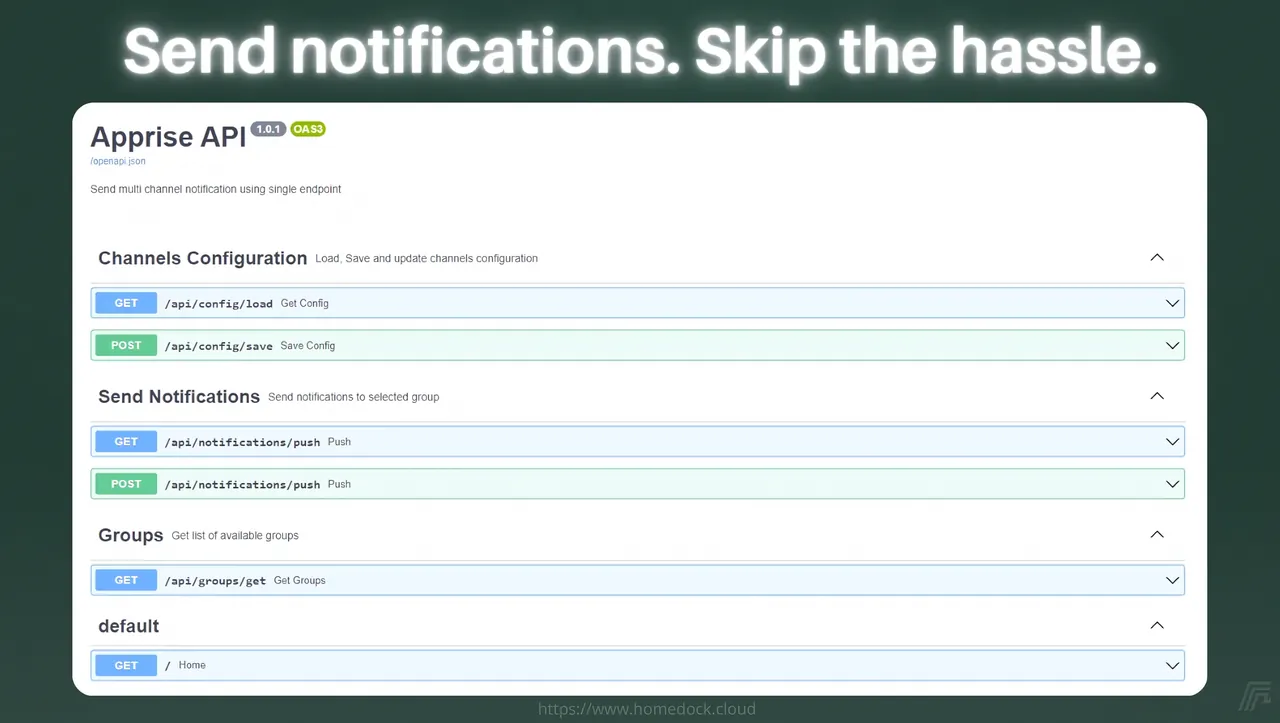 Send notifications. Skip the hassle.
Apprise API 1.0.1 OAS3
/openapi.json
Send multi channel notification using single endpoint
Channels Configuration Load, Save and update channels configuration
GET /api/config/load Get Config
POST /api/config/save Save Config
Send Notifications Send notifications to selected group
GET /api/notifications/push Push
POST /api/notifications/push Push
Groups Get list of available groups
GET /api/groups/get Get Groups
default
GET / Home
https://www.homedock.cloud